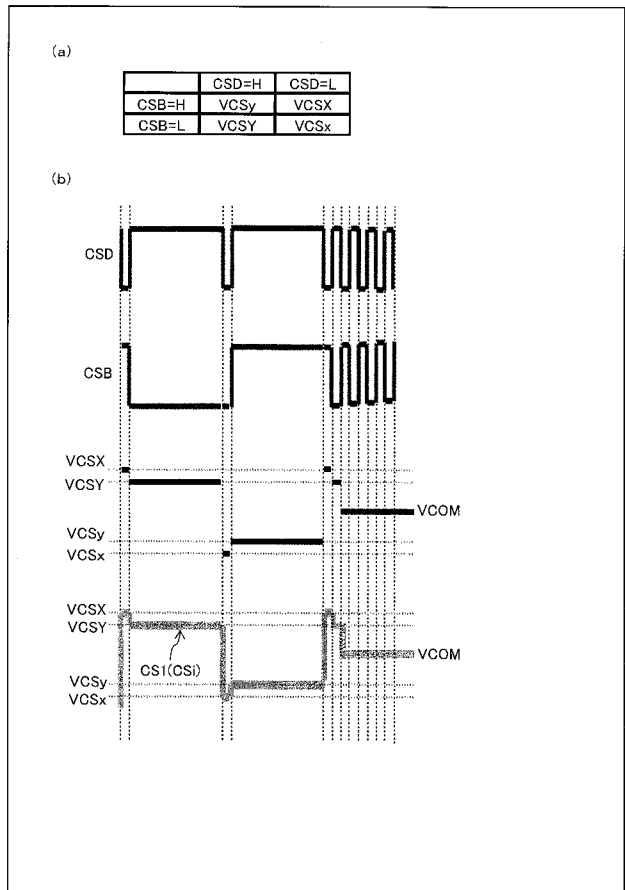 (a)
CSD=H CSD=L
CSB=H VCSy VCSX
CSB=L VCSY VCSx
(b)
CSD
CSB
VCSX
VCSY
VCOM
VCSy
VCSx
VCSX
VCSY
CS1(CSi)
VCOM
VCSy
VCSx